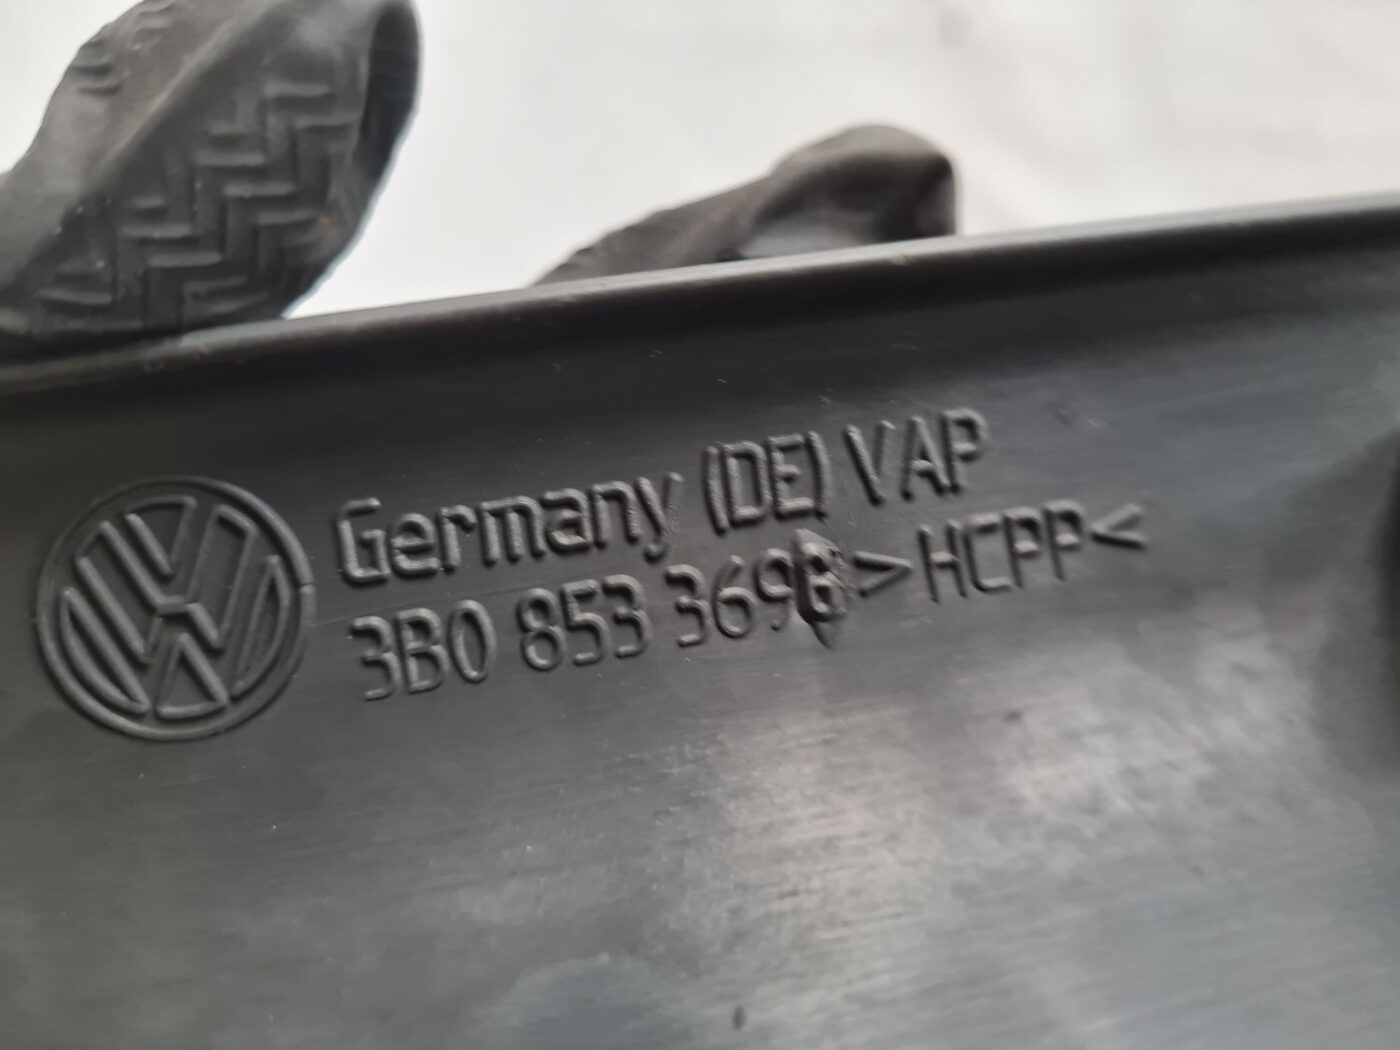 Germany (DE) VAP
3B0 853 369 >HCPP<